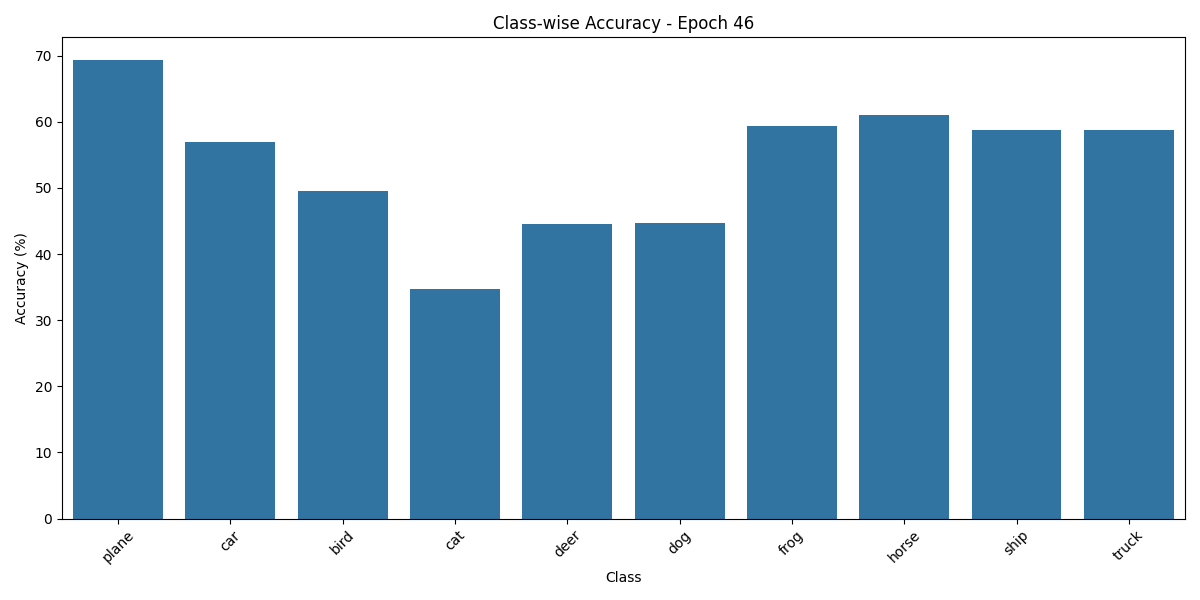 Class-wise Accuracy - Epoch 46
Accuracy (%)
70
60
50
40
30
20
10
0
plane
car
bird
cat
deer
dog
frog
horse
ship
truck
Class